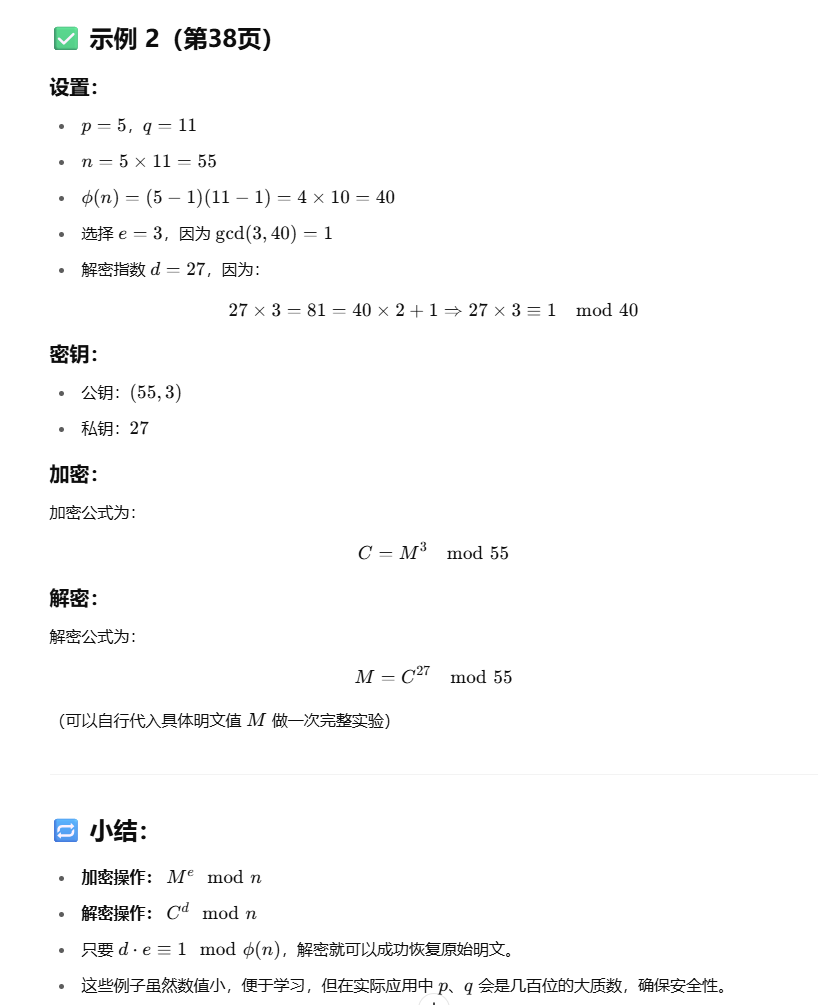 ✅ 示例 2（第38页）
设置：
• p = 5, q = 11
• n = 5 × 11 = 55
• ϕ(n) = (5 − 1)(11 − 1) = 4 × 10 = 40
• 选择 e = 3，因为 gcd(3, 40) = 1
• 解密指数 d = 27，因为：
27 × 3 = 81 = 40 × 2 + 1 ⇒ 27 × 3 ≡ 1 mod 40
密钥：
• 公钥：(55, 3)
• 私钥：27
加密：
加密公式为：
C = M³ mod 55
解密：
解密公式为：
M = C²⁷ mod 55
（可以自行代入具体明文值 M 做一次完整实验）
🔁 小结：
• 加密操作： Mᵉ mod n
• 解密操作： Cᵈ mod n
• 只要 d · e ≡ 1 mod ϕ(n)，解密就可以成功恢复原始明文。
• 这些例子虽然数值小，便于学习，但在实际应用中 p、q 会是几百位的大质数，确保安全性。